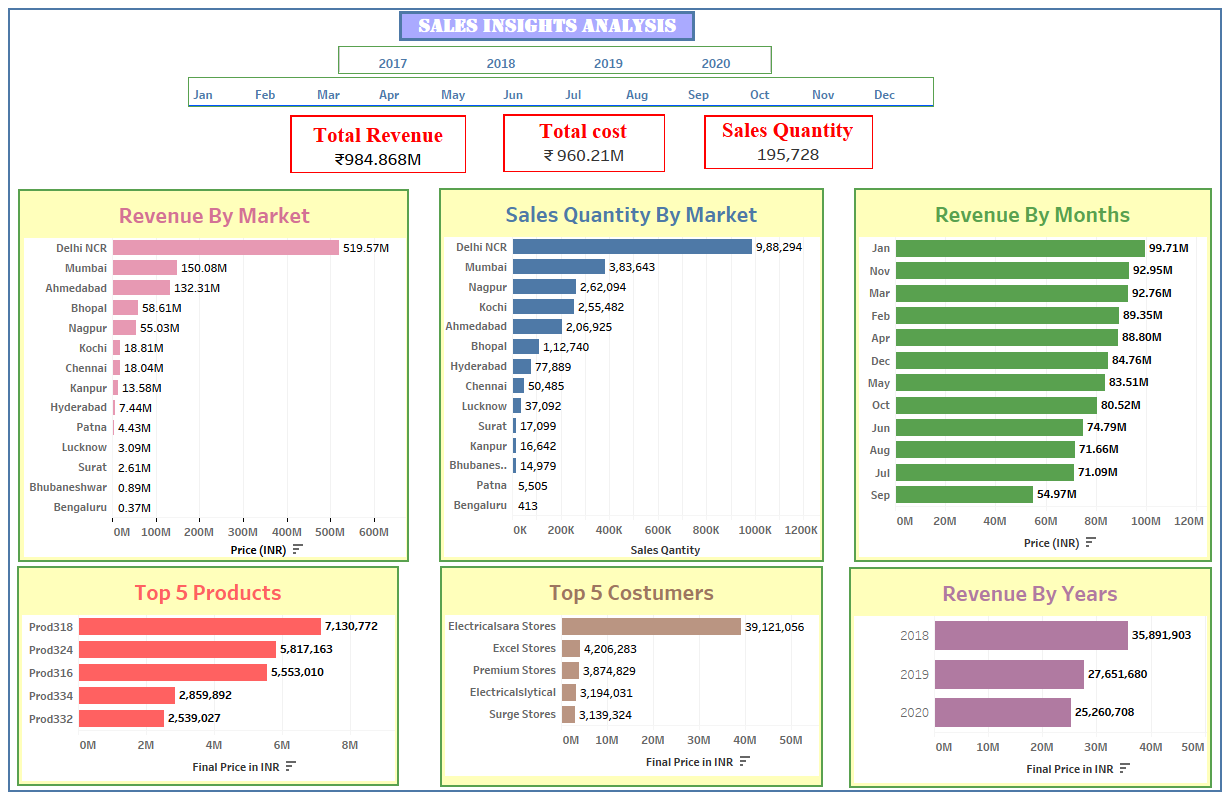 SALES INSIGHTS ANALYSIS
2017 2018 2019 2020
Jan Feb Mar Apr May Jun Jul Aug Sep Oct Nov Dec
Total Revenue
₹984.868M
Total cost
₹ 960.21M
Sales Quantity
195,728
Revenue By Market
Delhi NCR 519.57M
Mumbai 150.08M
Ahmedabad 132.31M
Bhopal 58.61M
Nagpur 55.03M
Kochi 18.81M
Chennai 18.04M
Kanpur 13.58M
Hyderabad 7.44M
Patna 4.43M
Lucknow 3.09M
Surat 2.61M
Bhubaneshwar 0.89M
Bengaluru 0.37M
0M 100M 200M 300M 400M 500M 600M
Price (INR)
Sales Quantity By Market
Delhi NCR 9,88,294
Mumbai 3,83,643
Nagpur 2,62,094
Kochi 2,55,482
Ahmedabad 2,06,925
Bhopal 1,12,740
Hyderabad 77,889
Chennai 50,485
Lucknow 37,092
Surat 17,099
Kanpur 16,642
Bhubanes.. 14,979
Patna 5,505
Bengaluru 413
0K 200K 400K 600K 800K 1000K 1200K
Sales Qantity
Revenue By Months
Jan 99.71M
Nov 92.95M
Mar 92.76M
Feb 89.35M
Apr 88.80M
Dec 84.76M
May 83.51M
Oct 80.52M
Jun 74.79M
Aug 71.66M
Jul 71.09M
Sep 54.97M
0M 20M 40M 60M 80M 100M 120M
Price (INR)
Top 5 Products
Prod318 7,130,772
Prod324 5,817,163
Prod316 5,553,010
Prod334 2,859,892
Prod332 2,539,027
0M 2M 4M 6M 8M
Final Price in INR
Top 5 Costumers
Electricalsara Stores 39,121,056
Excel Stores 4,206,283
Premium Stores 3,874,829
Electricalslytical 3,194,031
Surge Stores 3,139,324
0M 10M 20M 30M 40M 50M
Final Price in INR
Revenue By Years
2018 35,891,903
2019 27,651,680
2020 25,260,708
0M 10M 20M 30M 40M 50M
Final Price in INR